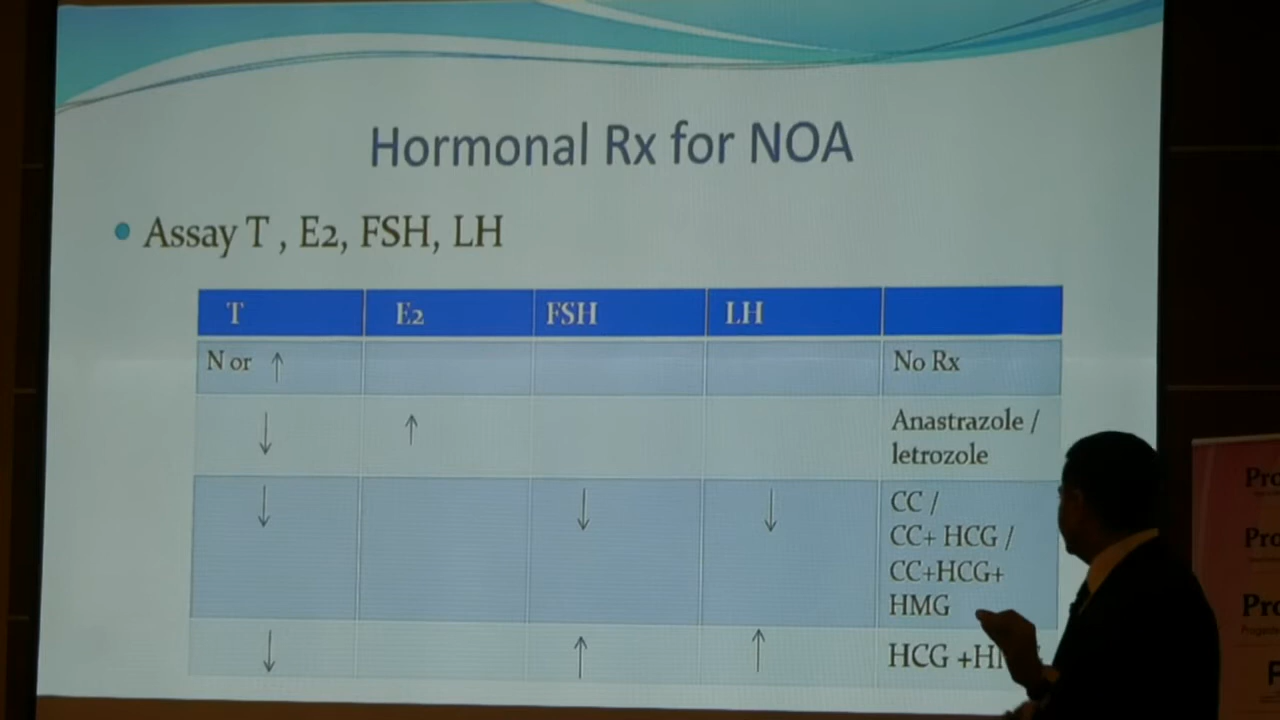 Hormonal Rx for NOA
• Assay T , E2, FSH, LH
T E2 FSH LH
N or ↑ No Rx
↓ ↑ Anastrazole /
letrozole
↓ ↓ ↓ CC /
CC+ HCG /
CC+HCG+
HMG
↓ ↑ ↑ HCG